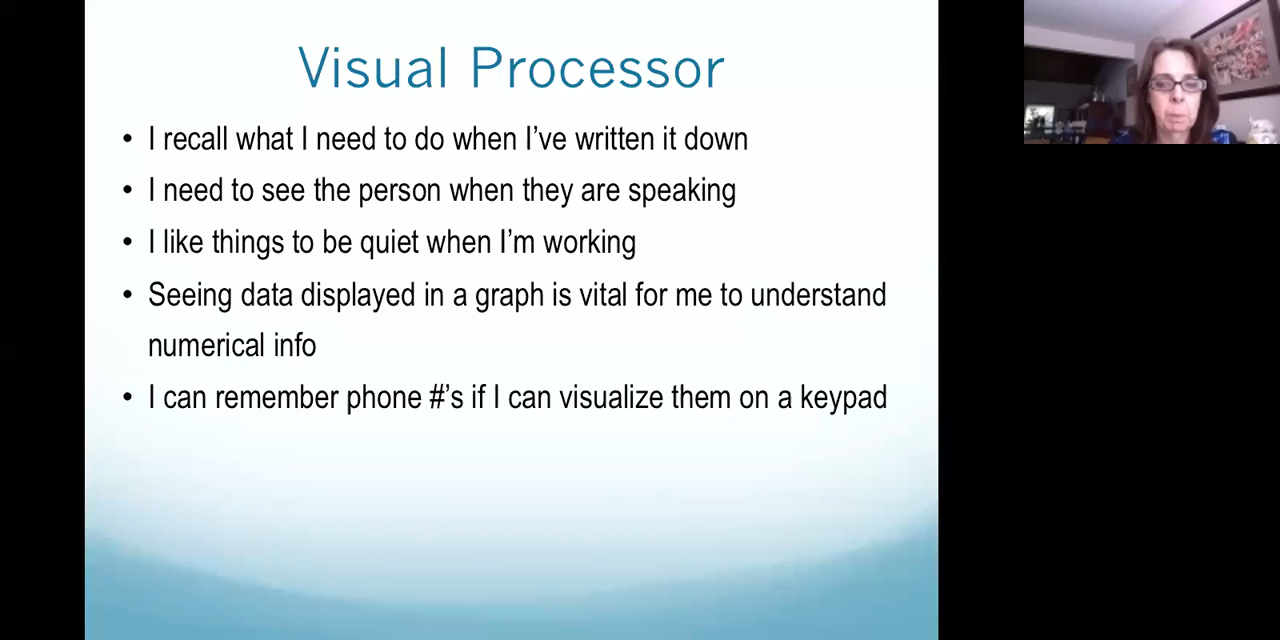 Visual Processor
• I recall what I need to do when I’ve written it down
• I need to see the person when they are speaking
• I like things to be quiet when I’m working
• Seeing data displayed in a graph is vital for me to understand
numerical info
• I can remember phone #’s if I can visualize them on a keypad